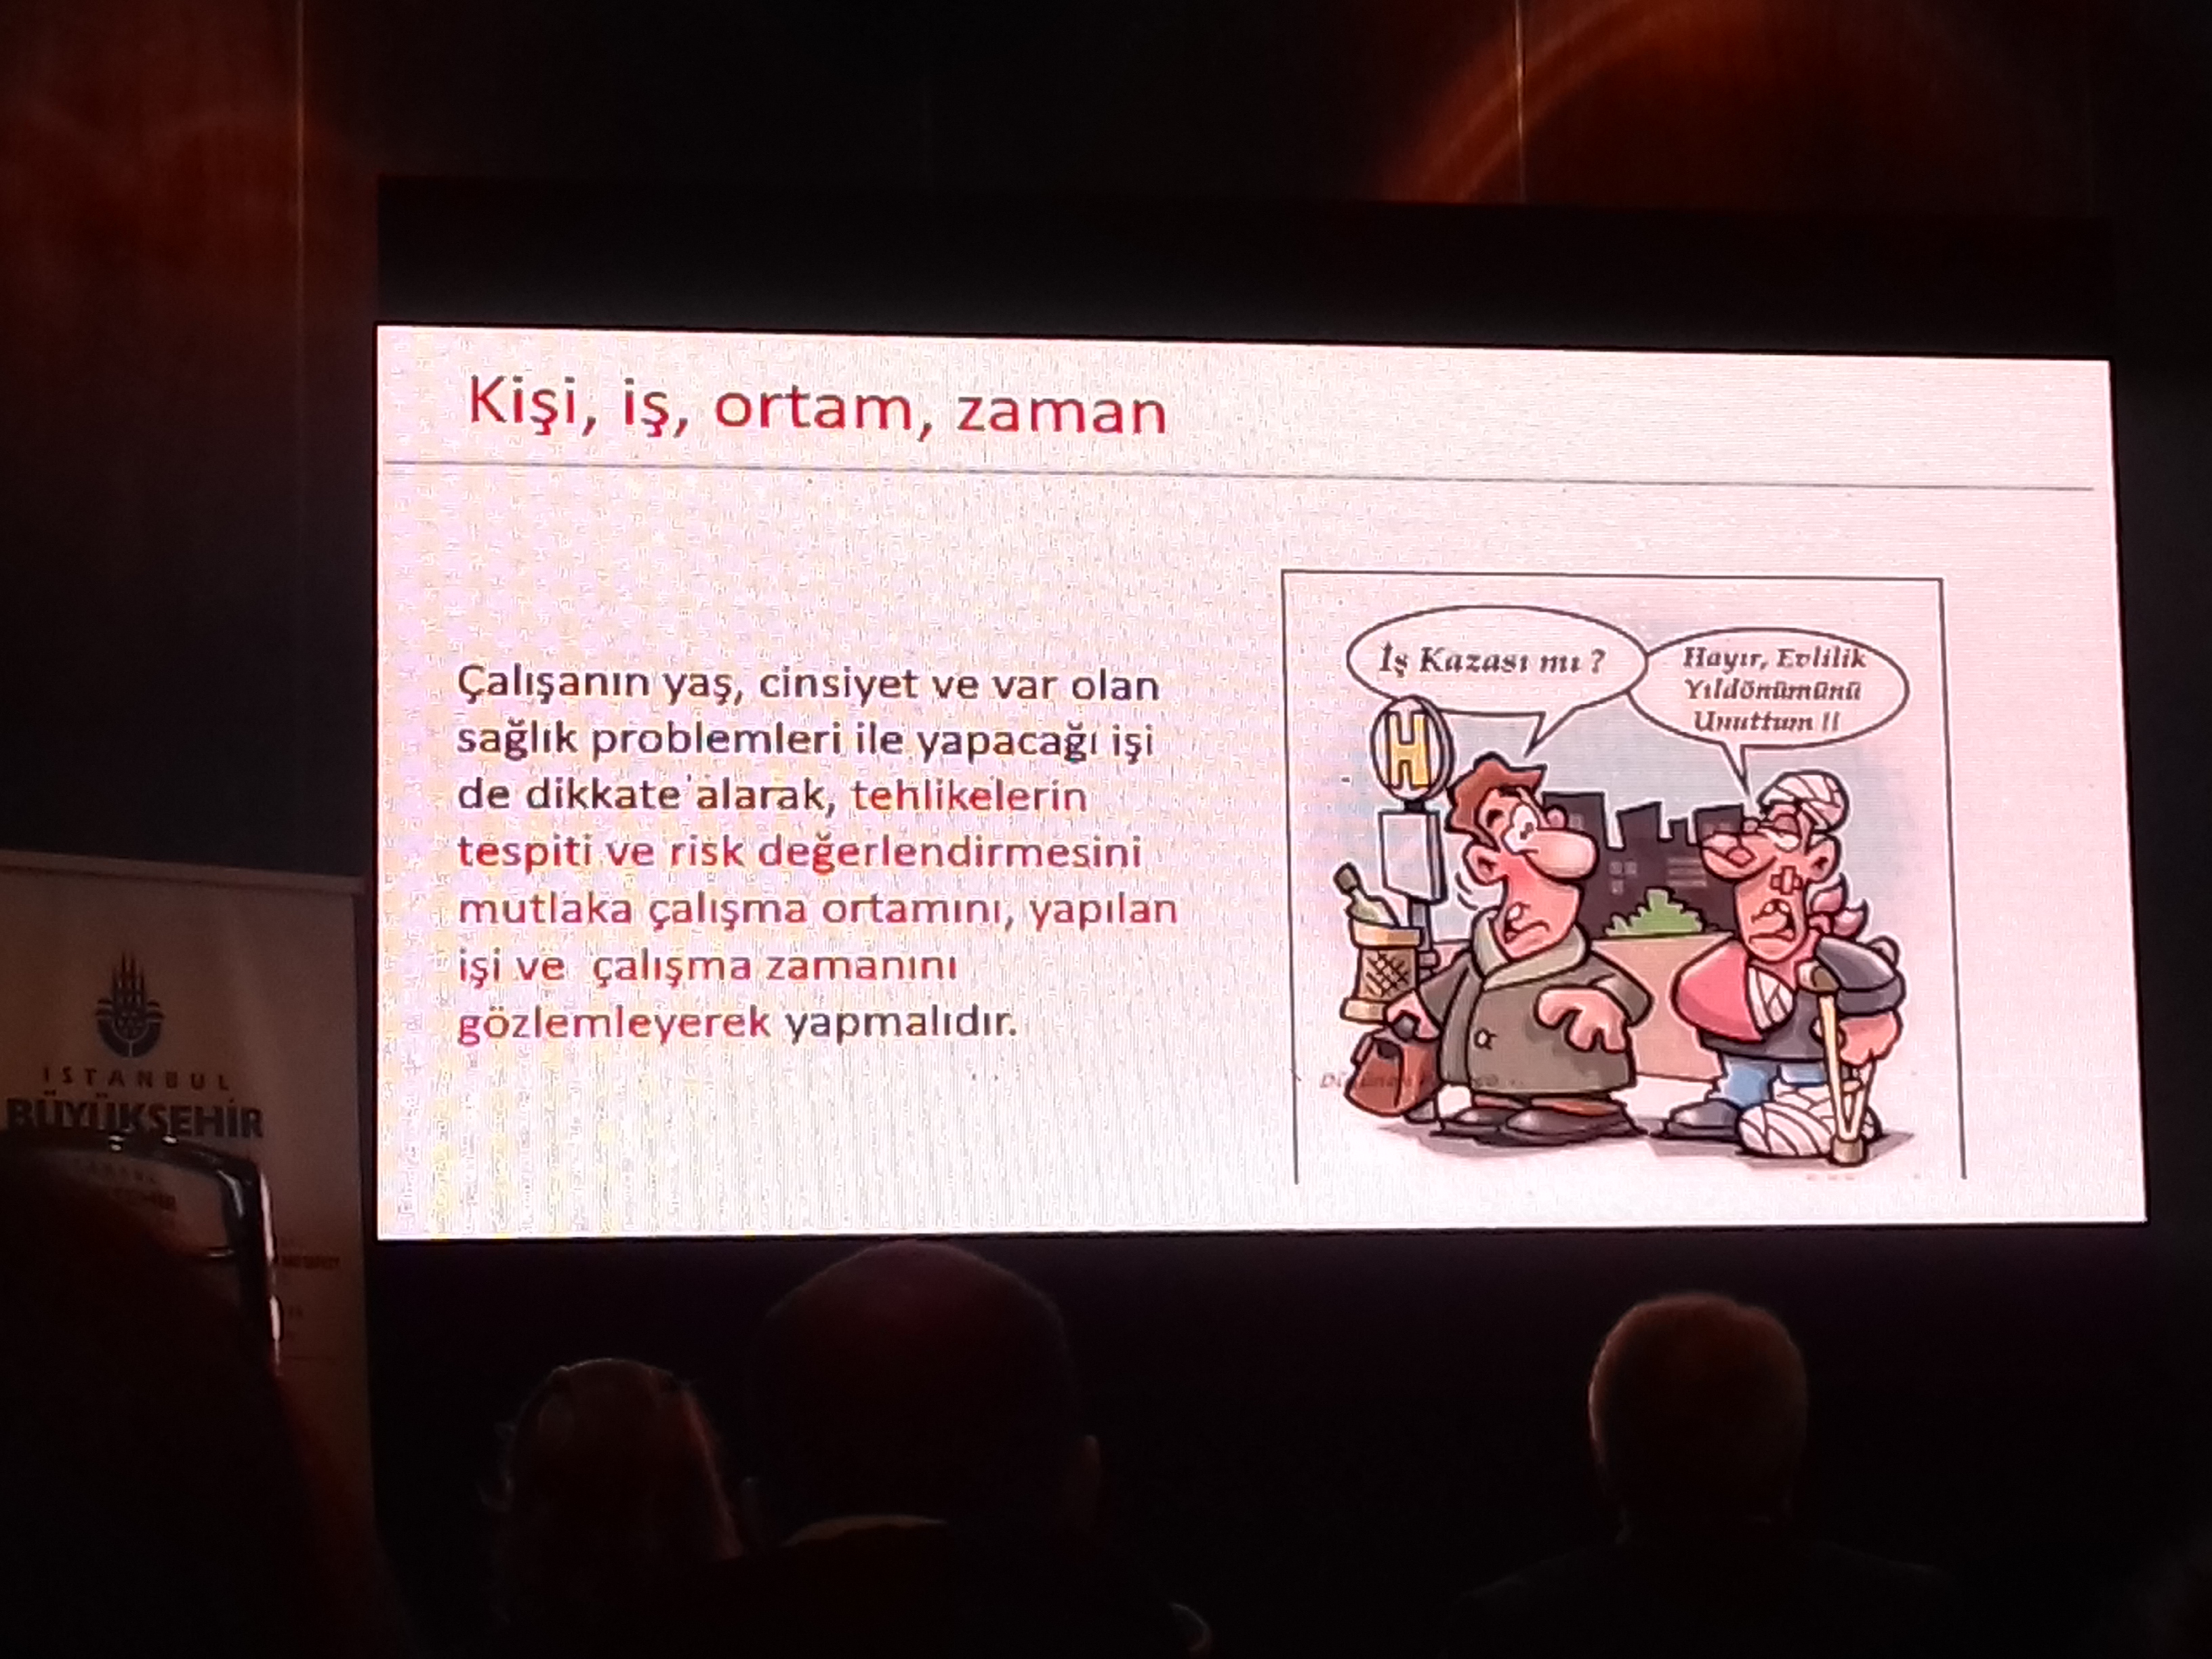 Kişi, iş, ortam, zaman
Çalışanın yaş, cinsiyet ve var olan
sağlık problemleri ile yapacağı işi
de dikkate alarak, tehlikelerin
tespiti ve risk değerlendirmesini
mutlaka çalışma ortamını, yapılan
işi ve çalışma zamanını
gözlemleyerek yapmalıdır.
İş Kazası mı ?
Hayır, Evlilik
Yıldönümünü
Unuttum !!
H
İSTANBUL
BÜYÜKŞEHİR